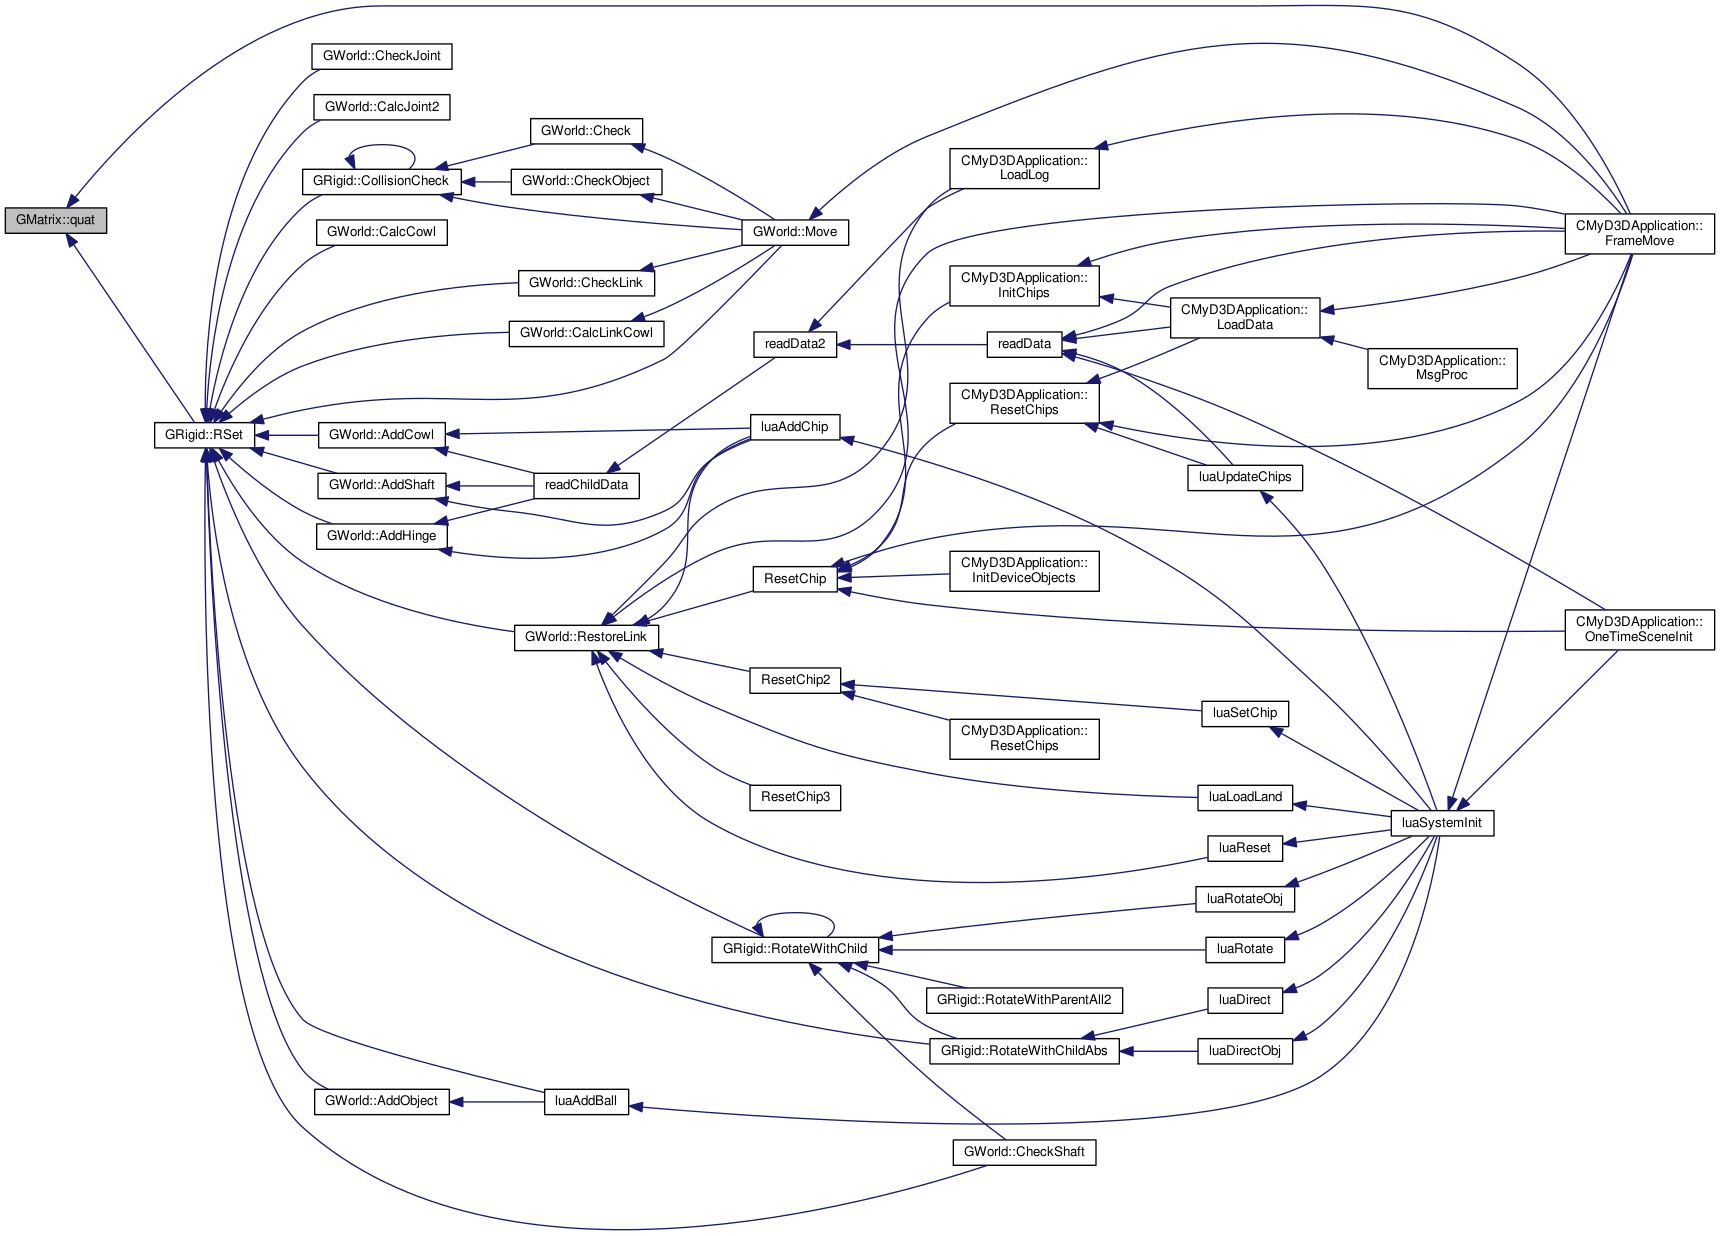 GMatrix::quat
GRigid::RSet
GWorld::CheckJoint
GWorld::CalcJoint2
GRigid::CollisionCheck
GWorld::CalcCowl
GWorld::AddCowl
GWorld::AddShaft
GWorld::AddHinge
GWorld::AddObject
GWorld::Check
GWorld::CheckObject
GWorld::CheckLink
GWorld::CalcLinkCowl
readChildData
GWorld::RestoreLink
luaAddBall
GWorld::Move
readData2
luaAddChip
ResetChip
ResetChip2
ResetChip3
GRigid::RotateWithChild
CMyD3DApplication::
LoadLog
CMyD3DApplication::
InitChips
readData
CMyD3DApplication::
ResetChips
CMyD3DApplication::
InitDeviceObjects
CMyD3DApplication::
ResetChips
GRigid::RotateWithParentAll2
GRigid::RotateWithChildAbs
GWorld::CheckShaft
CMyD3DApplication::
LoadData
luaUpdateChips
luaSetChip
luaLoadLand
luaReset
luaRotateObj
luaRotate
luaDirect
luaDirectObj
CMyD3DApplication::
MsgProc
luaSystemInit
CMyD3DApplication::
FrameMove
CMyD3DApplication::
OneTimeSceneInit